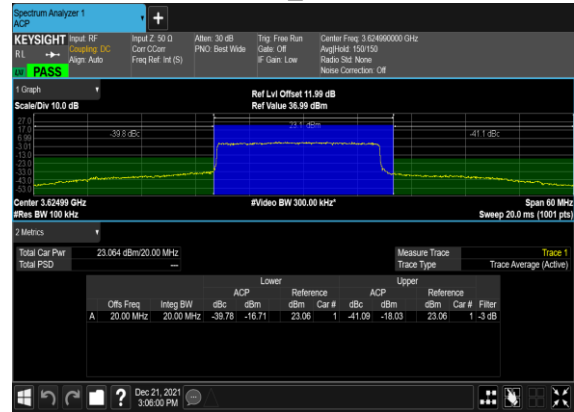 Spectrum Analyzer 1
ACP
+
KEYSIGHT Input: RF Input Z: 50 Ω Atten: 30 dB Trig: Free Run Center Freq: 3.624990000 GHz
RL Coupling: DC Corr CCorr PNO: Best Wide Gate: Off Avg|Hold: 150/150
Align: Auto Freq Ref: Int (S) IF Gain: Low Radio Std: None
LW PASS Noise Correction: Off
1 Graph
Ref Lvl Offset 11.99 dB
Scale/Div 10.0 dB Ref Value 36.99 dBm
27.0
17.0 23.1 dBm
6.99 -39.8 dBc -41.1 dBc
-3.01
-13.0
-23.0
-33.0
-43.0
-53.0
Center 3.62499 GHz #Video BW 300.00 kHz* Span 60 MHz
#Res BW 100 kHz Sweep 20.0 ms (1001 pts)
2 Metrics
Total Car Pwr 23.064 dBm/20.00 MHz Measure Trace Trace 1
Total PSD --- Trace Type Trace Average (Active)
Lower Upper
ACP Reference ACP Reference
Offs Freq Integ BW dBc dBm dBm Car # dBc dBm dBm Car # Filter
A 20.00 MHz 20.00 MHz -39.78 -16.71 23.06 1 -41.09 -18.03 23.06 1 -3 dB
? Dec 21, 2021
3:06:00 PM